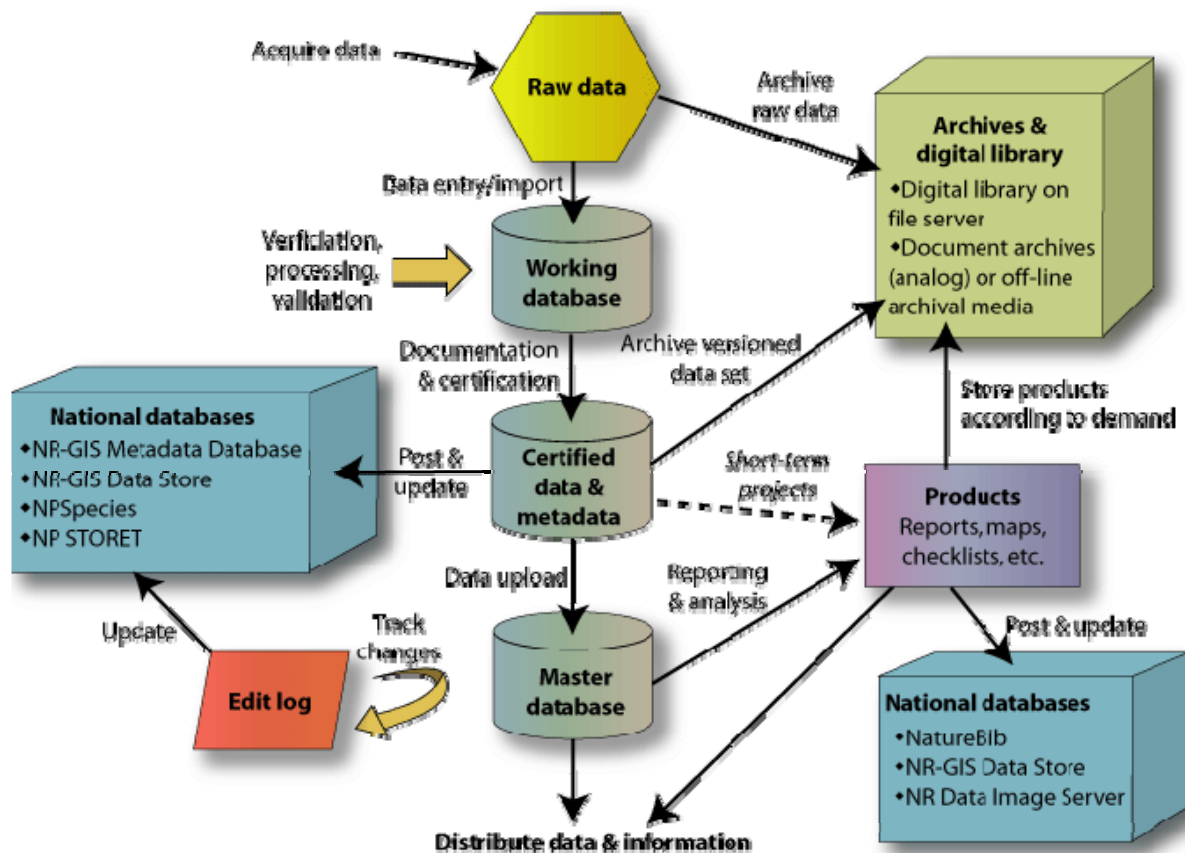 Acquire data
Raw data
Archive
raw data
Archives &
digital library
◆Digital library on
file server
◆Document archives
(analog) or off-line
archival media
Data entry/import
Verficiation,
processing,
validation
Working
database
Documentation
& certification
Archive versioned
data set
Store products
according to demand
National databases
◆NR-GIS Metadata Database
◆NR-GIS Data Store
◆NPSpecies
◆NP STORET
Post &
update
Certified
data &
metadata
Short-term
projects
Products
Reports, maps,
checklists, etc.
Data upload
Reporting
& analysis
Update
Track
changes
Edit log
Master
database
Post & update
National databases
◆NatureBib
◆NR-GIS Data Store
◆NR Data Image Server
Distribute data & information